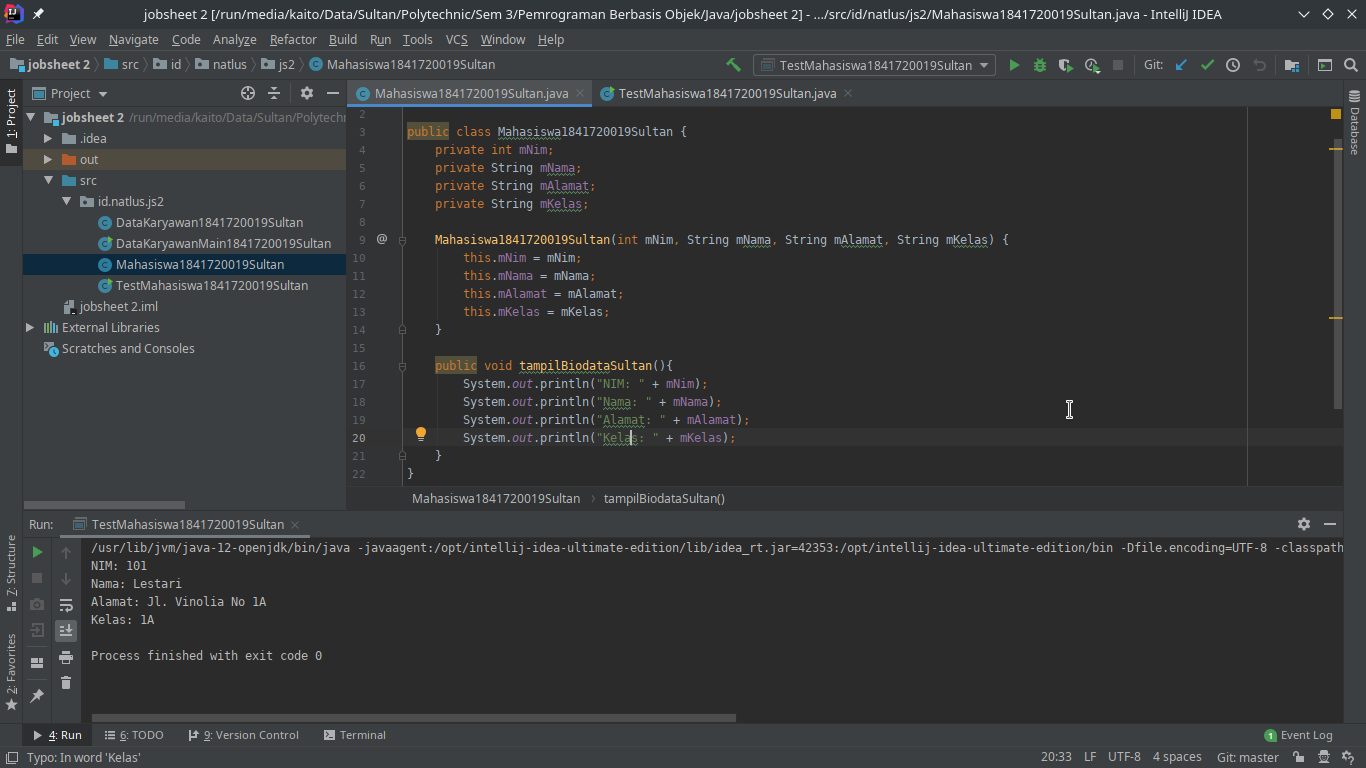 jobsheet 2 [/run/media/kaito/Data/Sultan/Polytechnic/Sem 3/Pemrograman Berbasis Objek/Java/jobsheet 2] - .../src/id/natlus/js2/Mahasiswa1841720019Sultan.java - IntelliJ IDEA
File Edit View Navigate Code Analyze Refactor Build Run Tools VCS Window Help
jobsheet 2 src id natlus js2 Mahasiswa1841720019Sultan TestMahasiswa1841720019Sultan Git:
1: Project
Project
jobsheet 2 /run/media/kaito/Data/Sultan/Polytechn
.idea
out
src
id.natlus.js2
DataKaryawan1841720019Sultan
DataKaryawanMain1841720019Sultan
Mahasiswa1841720019Sultan
TestMahasiswa1841720019Sultan
jobsheet 2.iml
External Libraries
Scratches and Consoles
Mahasiswa1841720019Sultan.java TestMahasiswa1841720019Sultan.java
2
3 public class Mahasiswa1841720019Sultan {
4 private int mNim;
5 private String mNama;
6 private String mAlamat;
7 private String mKelas;
8
9 @ Mahasiswa1841720019Sultan(int mNim, String mNama, String mAlamat, String mKelas) {
10 this.mNim = mNim;
11 this.mNama = mNama;
12 this.mAlamat = mAlamat;
13 this.mKelas = mKelas;
14 }
15
16 public void tampilBiodataSultan(){
17 System.out.println("NIM: " + mNim);
18 System.out.println("Nama: " + mNama);
19 System.out.println("Alamat: " + mAlamat);
20 System.out.println("Kelas: " + mKelas);
21 }
22 }
Mahasiswa1841720019Sultan tampilBiodataSultan()
Database
Run: TestMahasiswa1841720019Sultan
/usr/lib/jvm/java-12-openjdk/bin/java -javaagent:/opt/intellij-idea-ultimate-edition/lib/idea_rt.jar=42353:/opt/intellij-idea-ultimate-edition/bin -Dfile.encoding=UTF-8 -classpath
NIM: 101
Nama: Lestari
Alamat: Jl. Vinolia No 1A
Kelas: 1A
Process finished with exit code 0
7: Structure
2: Favorites
4: Run 6: TODO 9: Version Control Terminal 1 Event Log
Typo: In word 'Kelas' 20:33 LF UTF-8 4 spaces Git: master